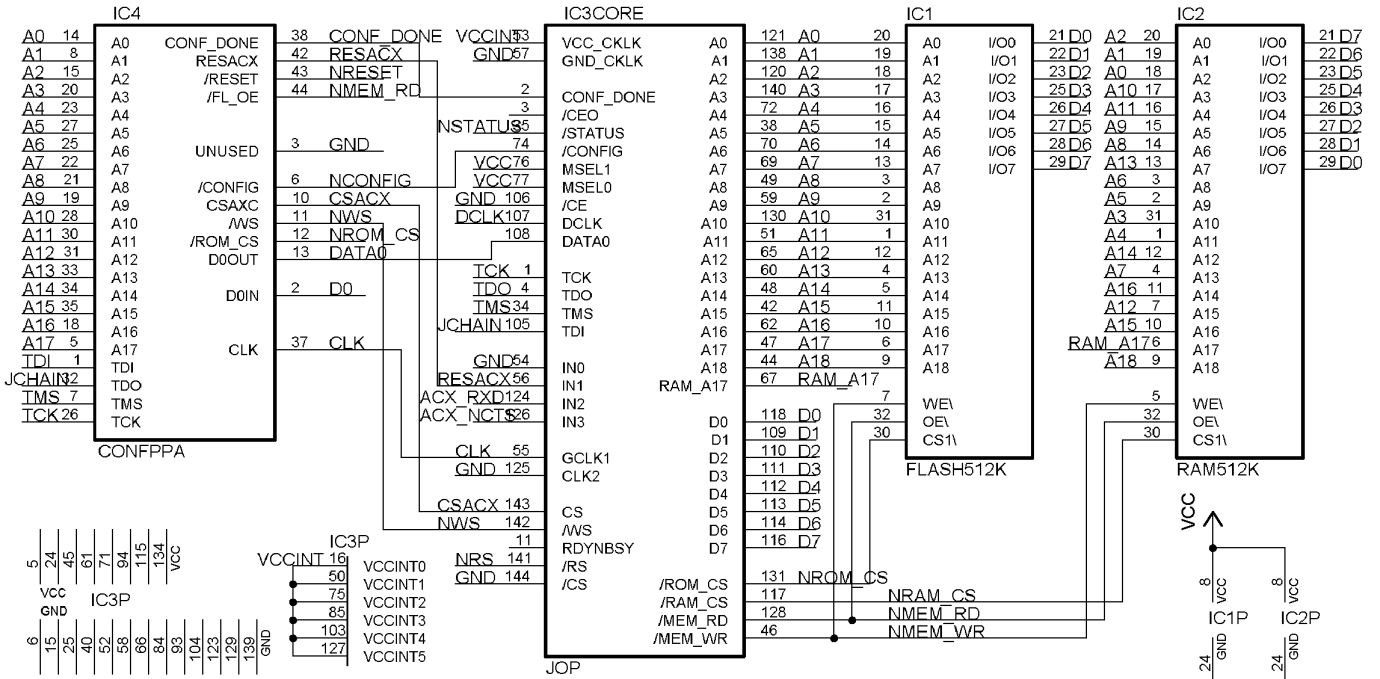 IC4
A0 14 A0 CONF_DONE 38 CONF_DONE
A1 8 A1 RESACX 42 RESACX
A2 15 A2 /RESET 43 NRESET
A3 20 A3 /FL_OE 44 NMEM_RD
A4 23 A4
A5 27 A5
A6 25 A6 UNUSED 3 GND
A7 22 A7
A8 21 A8 /CONFIG 6 NCONFIG
A9 19 A9 CSAXC 10 CSACX
A10 28 A10 /WS 11 NWS
A11 30 A11 /ROM_CS 12 NROM_CS
A12 31 A12 D0OUT 13 DATA0
A13 33 A13
A14 34 A14 D0IN 2 D0
A15 35 A15
A16 18 A16
A17 5 A17 CLK 37 CLK
TDI 1 TDI
JCHAIN 32 TDO
TMS 7 TMS
TCK 26 TCK
CONFPPA
IC3CORE
VCCINT 53 VCC_CKLK A0 121 A0
GND 57 GND_CKLK A1 138 A1
A2 120 A2
2 CONF_DONE A3 140 A3
3 /CEO A4 72 A4
NSTATUS 35 /STATUS A5 38 A5
74 /CONFIG A6 70 A6
VCC 76 MSEL1 A7 69 A7
VCC 77 MSEL0 A8 49 A8
GND 106 /CE A9 59 A9
DCLK 107 DCLK A10 130 A10
108 DATA0 A11 51 A11
A12 65 A12
TCK 1 TCK A13 60 A13
TDO 4 TDO A14 48 A14
TMS 34 TMS A15 42 A15
JCHAIN 105 TDI A16 62 A16
A17 47 A17
GND 54 IN0 A18 44 A18
RESACX 56 IN1 RAM_A17 67 RAM_A17
ACX_RXD 124 IN2
ACX_NCTS 126 IN3 D0 118 D0
D1 109 D1
CLK 55 GCLK1 D2 110 D2
GND 125 CLK2 D3 111 D3
D4 112 D4
CSACX 143 CS D5 113 D5
NWS 142 /WS D6 114 D6
11 RDYNBSY D7 116 D7
NRS 141 /RS
GND 144 /CS /ROM_CS 131 NROM_CS
/RAM_CS 117 NRAM_CS
/MEM_RD 128 NMEM_RD
/MEM_WR 46 NMEM_WR
JOP
IC1
20 A0 I/O0 21 D0
19 A1 I/O1 22 D1
18 A2 I/O2 23 D2
17 A3 I/O3 25 D3
16 A4 I/O4 26 D4
15 A5 I/O5 27 D5
14 A6 I/O6 28 D6
13 A7 I/O7 29 D7
3 A8
2 A9
31 A10
1 A11
12 A12
4 A13
5 A14
11 A15
10 A16
6 A17
9 A18
7 WE\
32 OE\
30 CS1\
FLASH512K
IC2
A2 20 A0 I/O0 21 D7
A1 19 A1 I/O1 22 D6
A0 18 A2 I/O2 23 D5
A10 17 A3 I/O3 25 D4
A11 16 A4 I/O4 26 D3
A9 15 A5 I/O5 27 D2
A8 14 A6 I/O6 28 D1
A13 13 A7 I/O7 29 D0
A6 3 A8
A5 2 A9
A3 31 A10
A4 1 A11
A14 12 A12
A7 4 A13
A16 11 A14
A12 7 A15
A15 10 A16
RAM_A17 6 A17
A18 9 A18
5 WE\
32 OE\
30 CS1\
RAM512K
5 24 45 61 71 94 115 134 VCC
VCC
GND
IC3P
6 15 25 40 52 58 66 84 93 104 123 129 139 GND
IC3P
VCCINT 16 VCCINT0
50 VCCINT1
75 VCCINT2
85 VCCINT3
103 VCCINT4
127 VCCINT5
VCC
8 VCC 8 VCC
IC1P IC2P
24 GND 24 GND